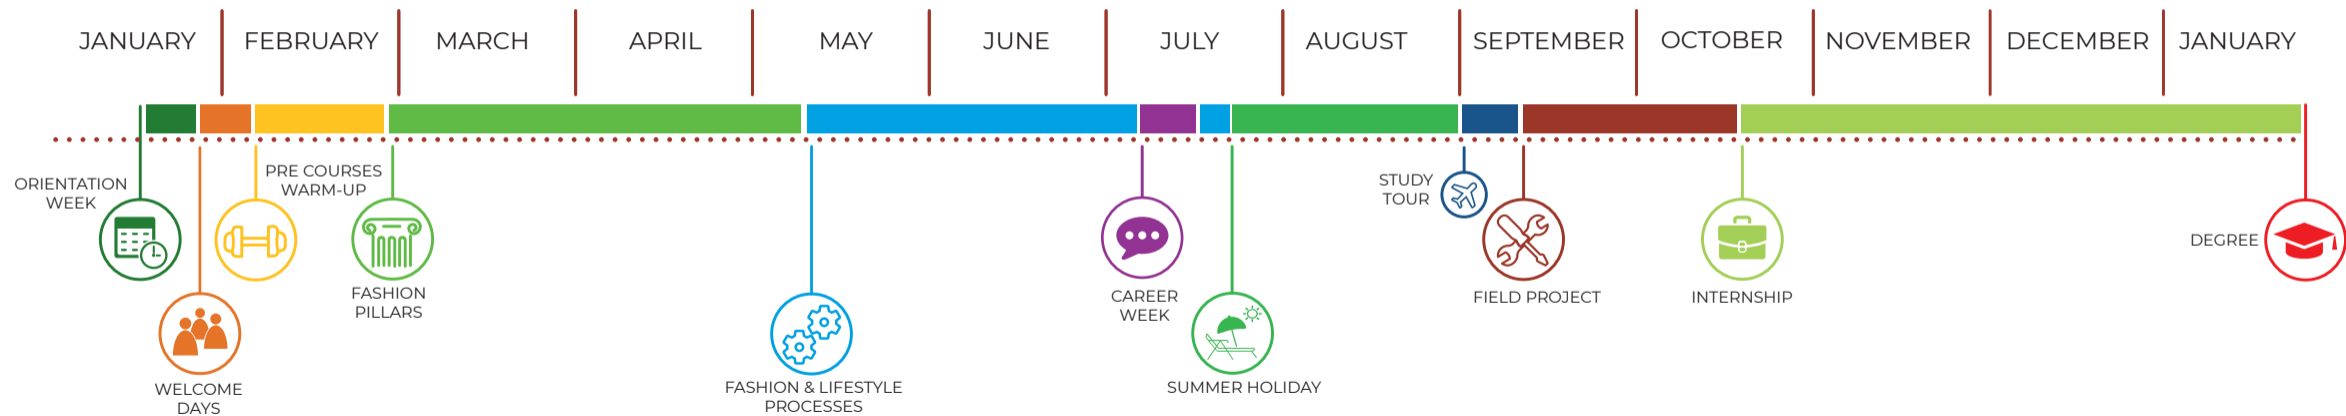 JANUARY
FEBRUARY
MARCH
APRIL
MAY
JUNE
JULY
AUGUST
SEPTEMBER
OCTOBER
NOVEMBER
DECEMBER
JANUARY
ORIENTATION
WEEK
WELCOME
DAYS
PRE COURSES
WARM-UP
FASHION
PILLARS
FASHION & LIFESTYLE
PROCESSES
CAREER
WEEK
SUMMER HOLIDAY
STUDY
TOUR
FIELD PROJECT
INTERNSHIP
DEGREE